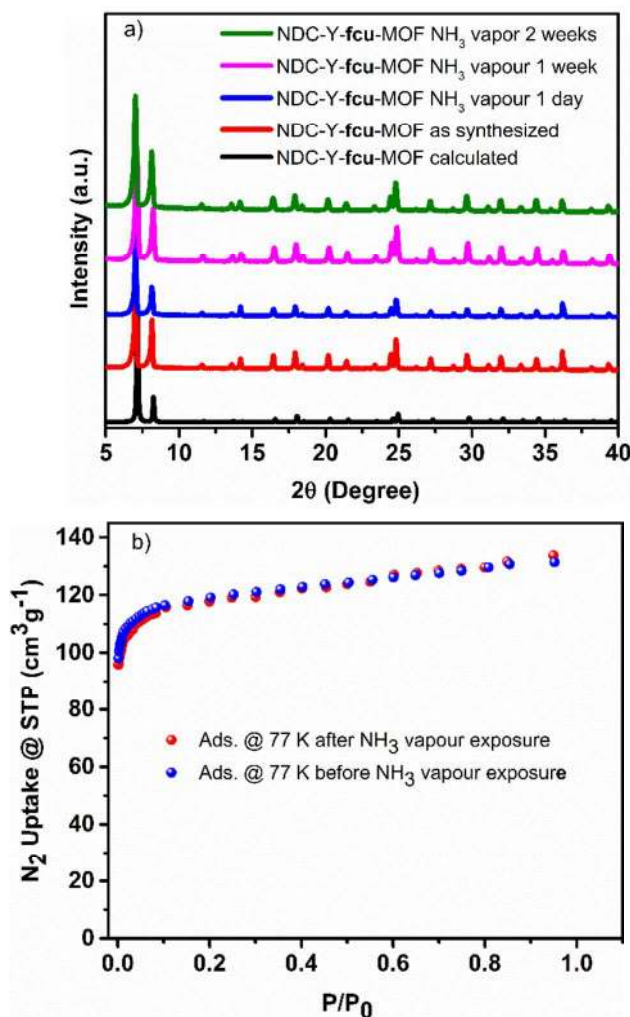 a)
NDC-Y-fcu-MOF NH₃ vapor 2 weeks
NDC-Y-fcu-MOF NH₃ vapour 1 week
NDC-Y-fcu-MOF NH₃ vapour 1 day
NDC-Y-fcu-MOF as synthesized
NDC-Y-fcu-MOF calculated
Intensity (a.u.)
5 10 15 20 25 30 35 40
2θ (Degree)
b)
140
120
100
80
60
40
20
0
N₂ Uptake @ STP (cm³g⁻¹)
Ads. @ 77 K after NH₃ vapour exposure
Ads. @ 77 K before NH₃ vapour exposure
0.0 0.2 0.4 0.6 0.8 1.0
P/P₀